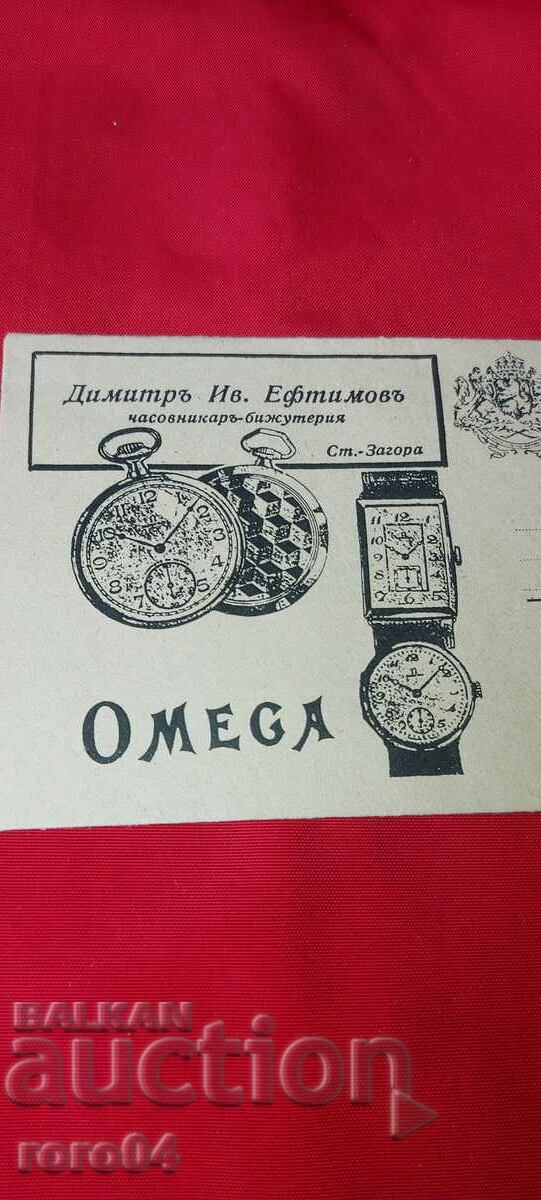 Димитръ Ив. Ефтимовъ
часовникаръ-бижутерия
Ст.-Загора
OMEGA
BALKAN
auction
roro04